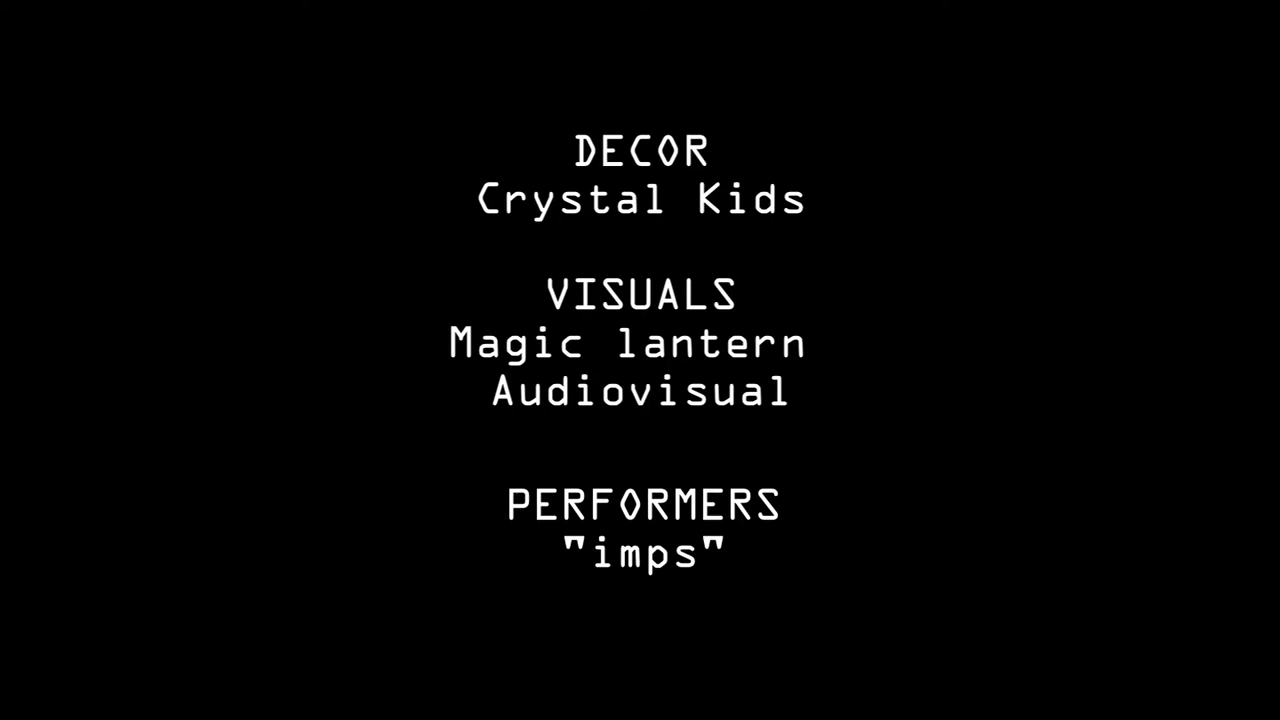 DECOR
Crystal Kids
VISUALS
Magic lantern
Audiovisual
PERFORMERS
"imps"